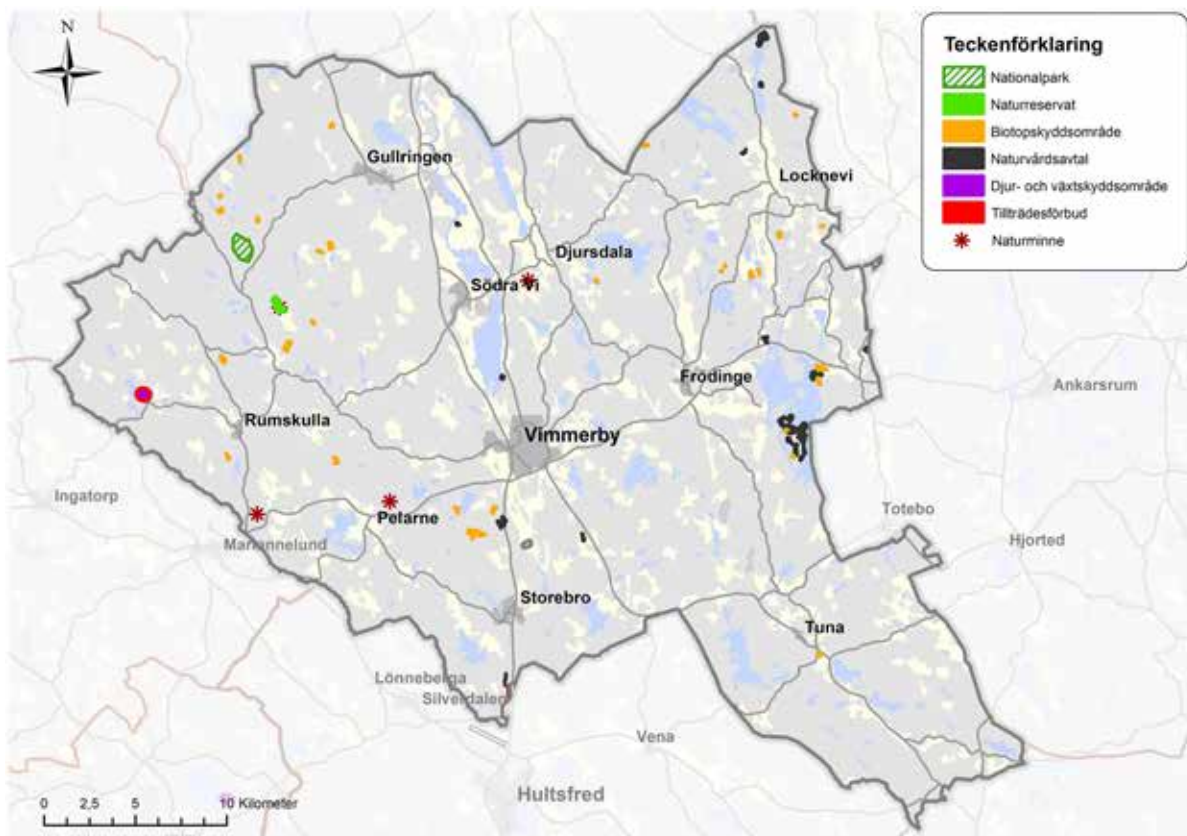 N
Teckenförklaring
Nationalpark
Naturreservat
Biotopskyddsområde
Naturvårdsavtal
Djur- och växtskyddsområde
Tillträdesförbud
Naturminne
Gullringen
Locknevi
Djursdala
Södra Vi
Frödinge
Ankarsrum
Rumskulla
Vimmerby
Ingatorp
Pelarne
Totebo
Mariannelund
Hjorted
Storebro
Tuna
Lönneberga
Silverdalen
Vena
Hultsfred
0 2,5 5 10 Kilometer